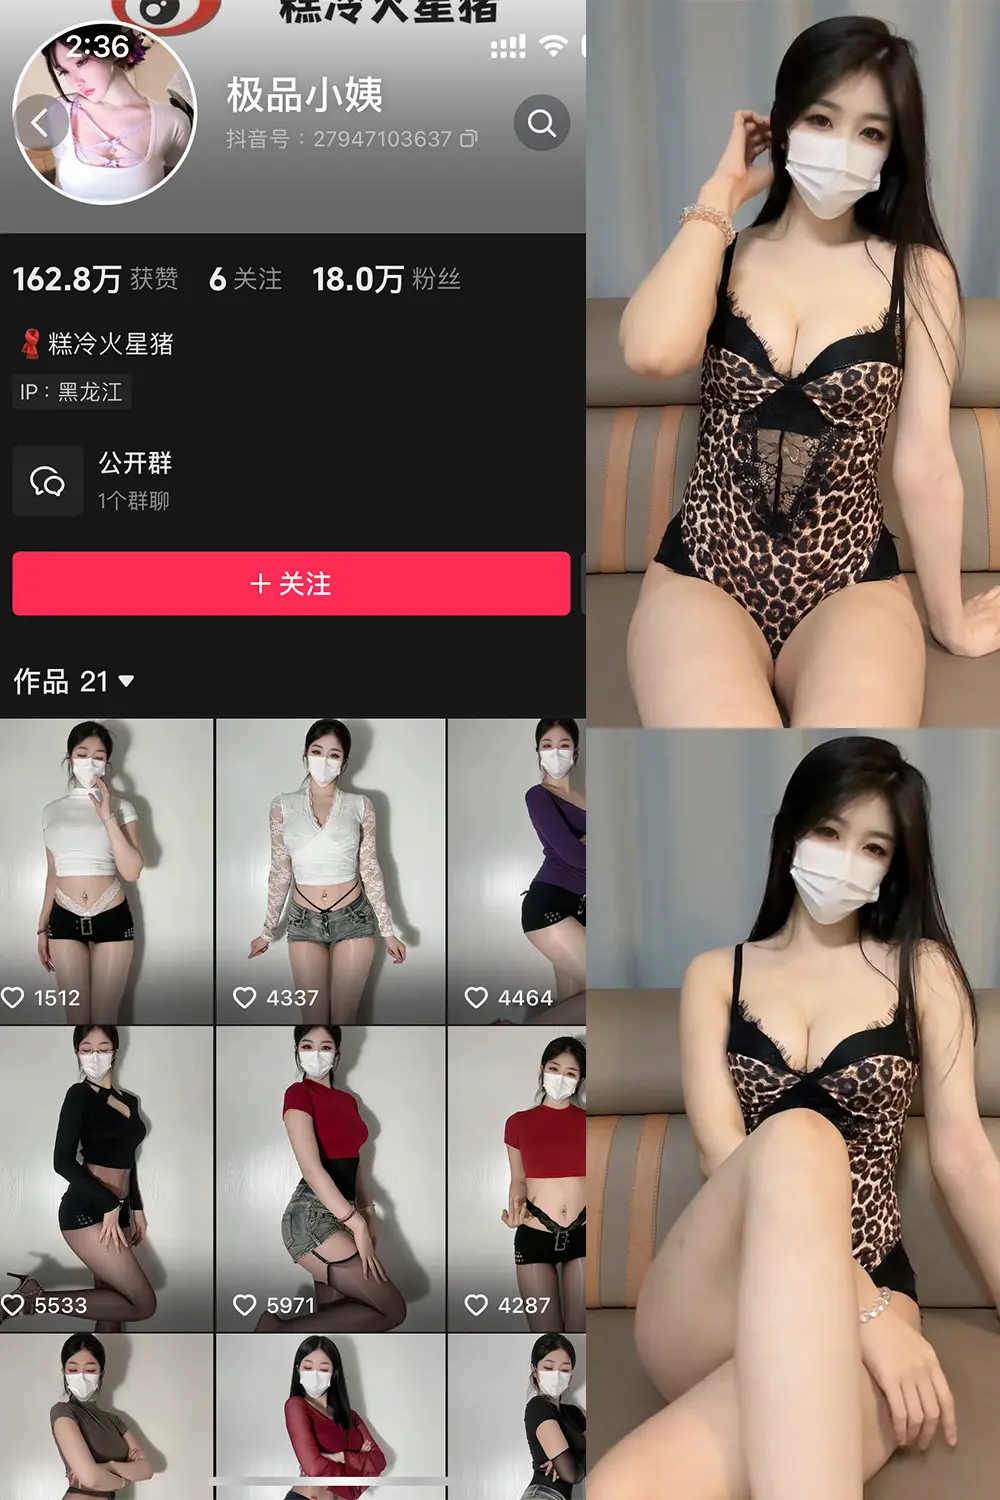 糕冷火星猪
2:36
极品小姨
抖音号：27947103637
162.8万 获赞 6 关注 18.0万 粉丝
糕冷火星猪
IP：黑龙江
公开群
1个群聊
＋关注
作品 21
1512 4337 4464
5533 5971 4287